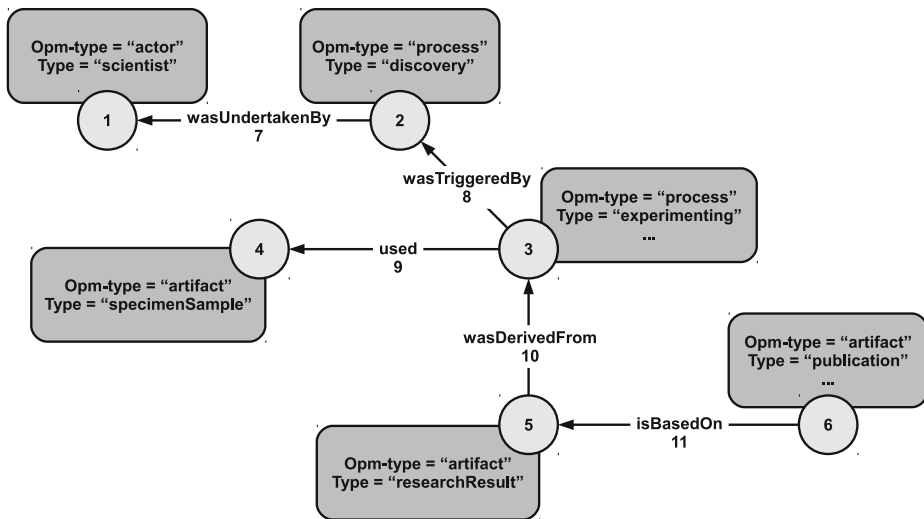 Opm-type = “actor”
Type = “scientist”
Opm-type = “process”
Type = “discovery”
1
wasUndertakenBy
7
2
wasTriggeredBy
8
Opm-type = “process”
Type = “experimenting”
...
4
used
9
3
Opm-type = “artifact”
Type = “specimenSample”
wasDerivedFrom
10
Opm-type = “artifact”
Type = “publication”
...
5
isBasedOn
11
6
Opm-type = “artifact”
Type = “researchResult”